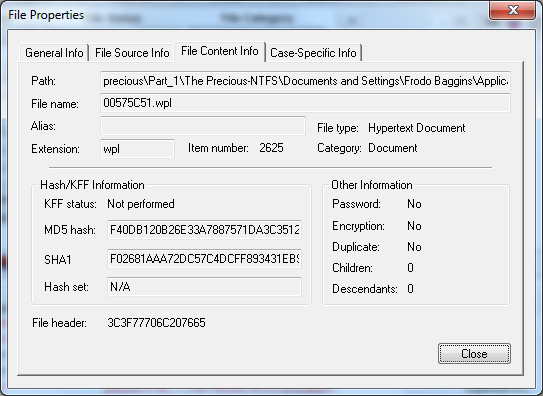 File Properties
General Info File Source Info File Content Info Case-Specific Info
Path: precious\Part_1\The Precious-NTFS\Documents and Settings\Frodo Baggins\Applic
File name: 00575C51.wpl
Alias: File type: Hypertext Document
Extension: wpl Item number: 2625 Category: Document
Hash/KFF Information Other Information
KFF status: Not performed Password: No
MD5 hash: F40DB120B26E33A7887571DA3C3512 Encryption: No
Duplicate: No
SHA1 F02681AAA72DC57C4DCFF893431EB9 Children: 0
Hash set: N/A Descendants: 0
File header: 3C3F77706C207665
Close